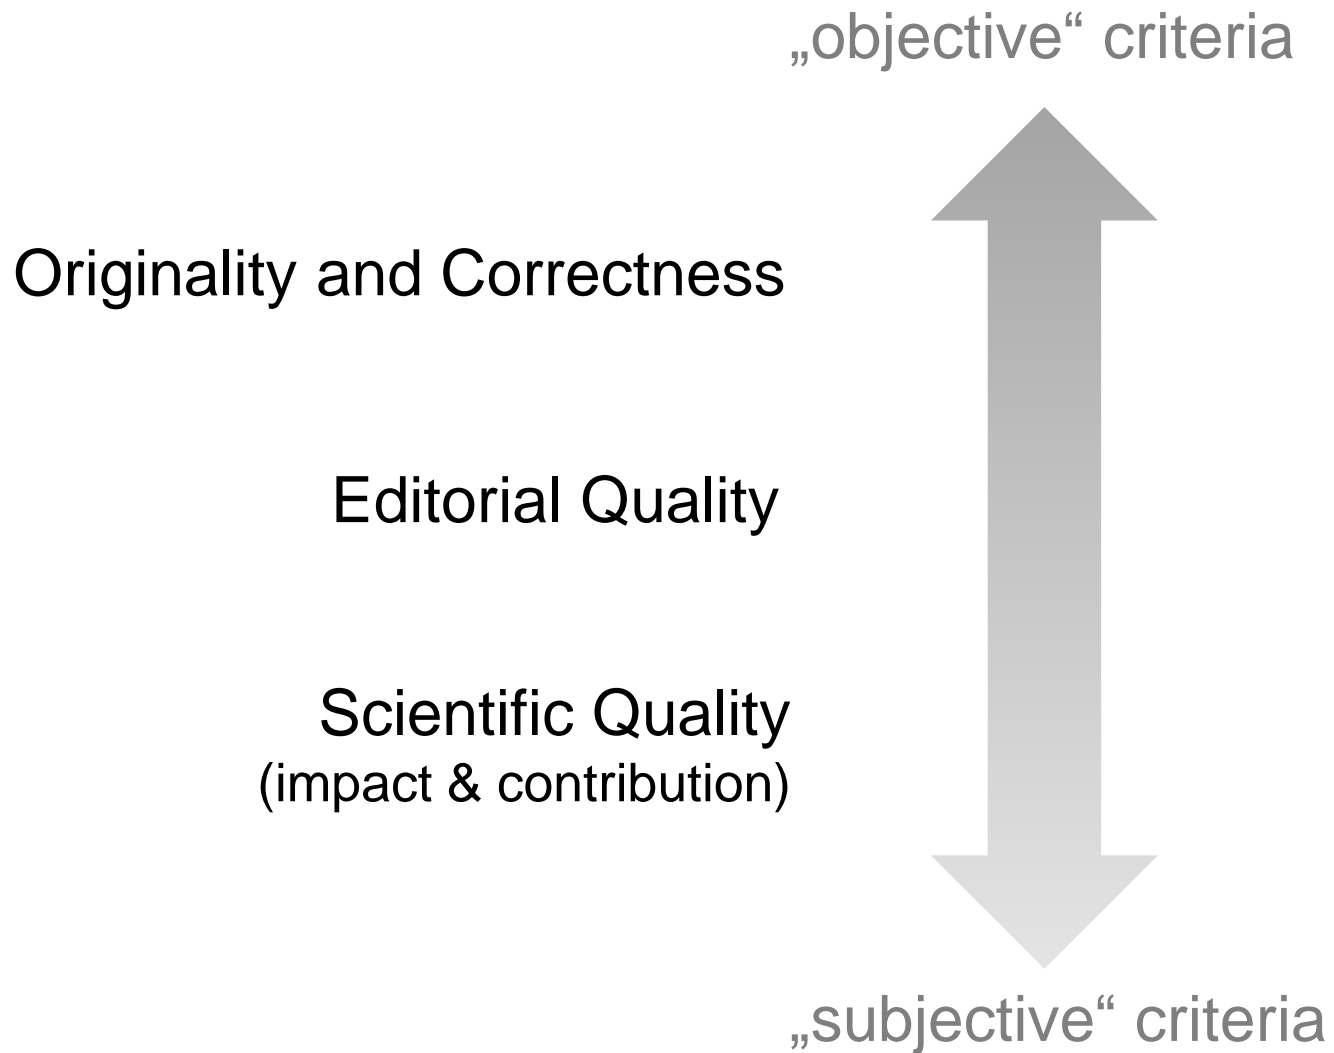 „objective“ criteria
Originality and Correctness
Editorial Quality
Scientific Quality
(impact & contribution)
„subjective“ criteria